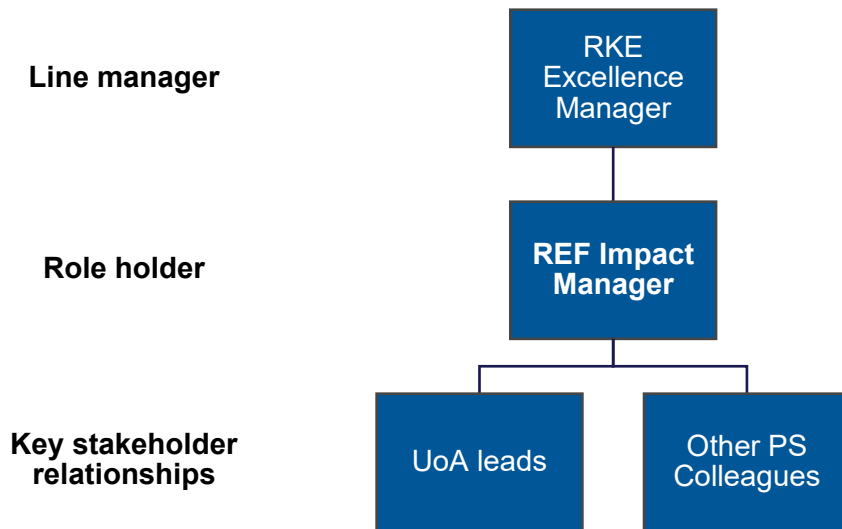 Line manager
RKE
Excellence
Manager
Role holder
REF Impact
Manager
Key stakeholder
relationships
UoA leads
Other PS
Colleagues